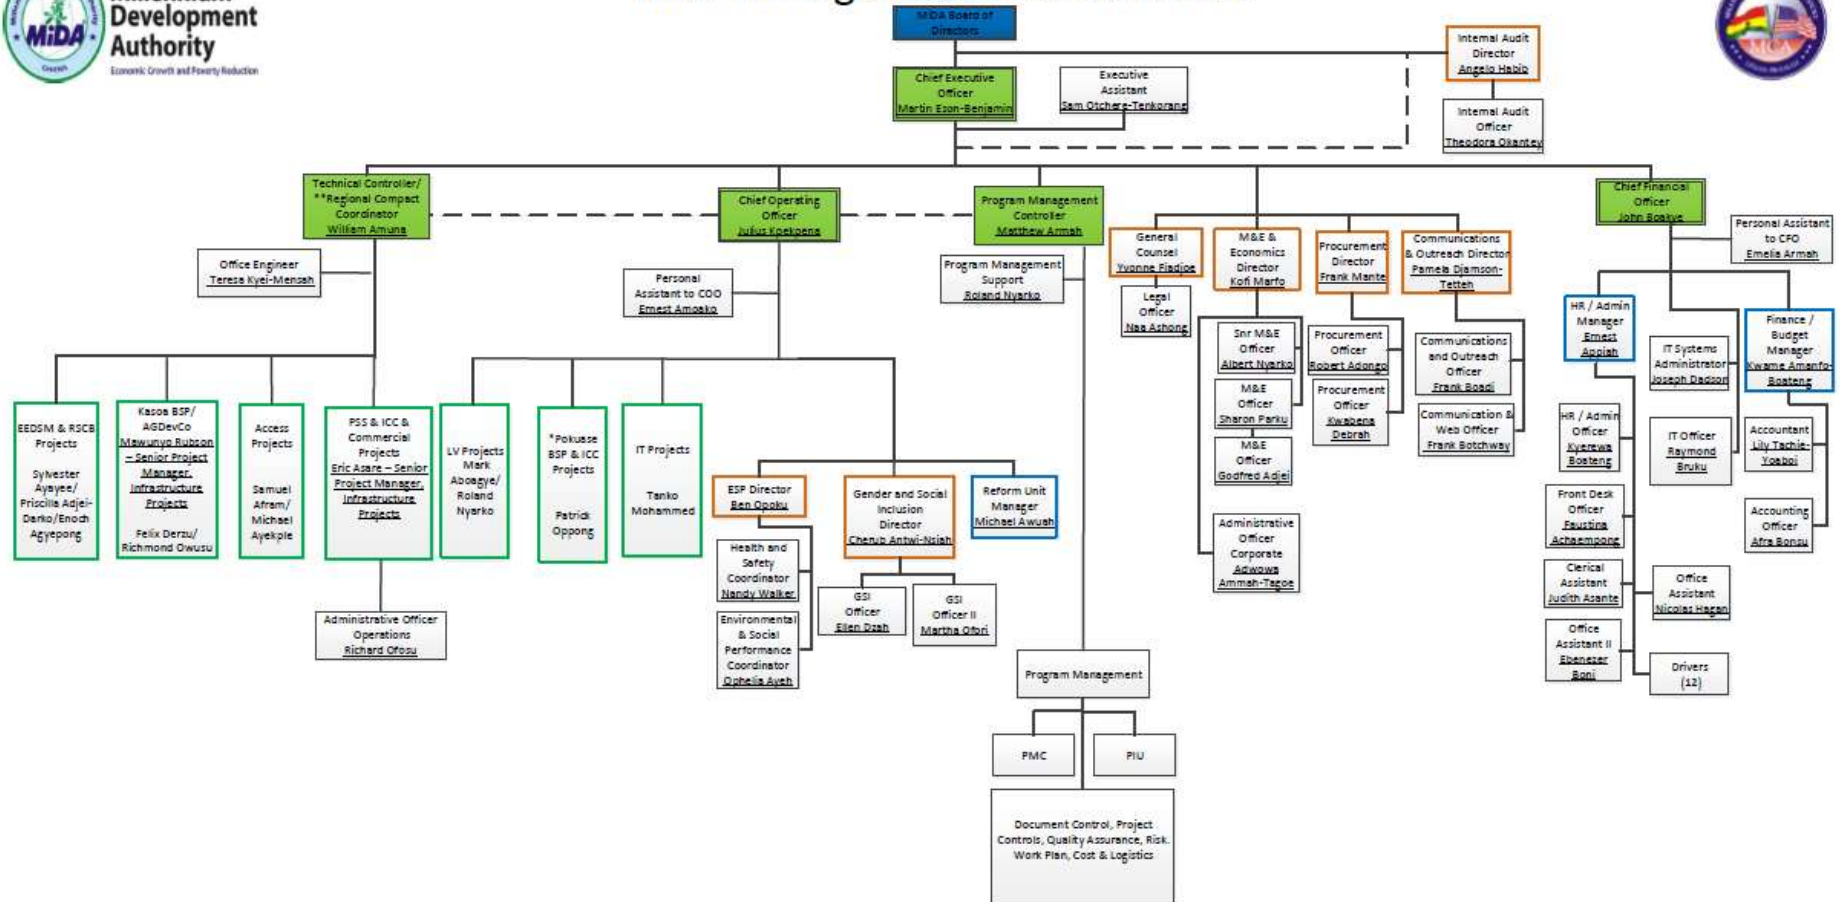 Development
Authority
Economic Growth and Poverty Reduction
MiDA
MiDA Board of
Directors
Chief Executive
Officer
Martin Eson-Benjamin
Executive
Assistant
Sam Otchere-Tenkorang
Internal Audit
Director
Angelo Habib
Internal Audit
Officer
Theodora Okantey
Technical Controller/
**Regional Compact
Coordinator
William Amuna
Chief Operating
Officer
Julius Kpekpena
Program Management
Controller
Matthew Armah
Chief Financial
Officer
John Boakye
Personal Assistant
to CFO
Emelia Armah
Office Engineer
Teresa Kyei-Mensah
Personal
Assistant to COO
Ernest Amoako
Program Management
Support
Roland Nyarko
General
Counsel
Yvonne Fiadjoe
Legal
Officer
Naa Ashong
M&E &
Economics
Director
Kofi Marfo
Procurement
Director
Frank Mante
Communications
& Outreach Director
Pamela Djamson-
Tetteh
Snr M&E
Officer
Albert Nyarko
M&E
Officer
Sharon Parku
M&E
Officer
Godfred Adjei
Administrative
Officer
Corporate
Adwowa
Ammah-Tagoe
Procurement
Officer
Robert Adongo
Procurement
Officer
Kwabena
Debrah
Communications
and Outreach
Officer
Frank Boadi
Communication &
Web Officer
Frank Botchway
HR / Admin
Manager
Ernest
Appiah
IT Systems
Administrator
Joseph Dadson
Finance /
Budget
Manager
Kwame Amanfo-
Boateng
HR / Admin
Officer
Kyerewa
Boateng
IT Officer
Raymond
Bruku
Accountant
Lily Tachie-
Yoaboi
Front Desk
Officer
Faustina
Acheampong
Accounting
Officer
Afra Bonsu
Clerical
Assistant
Judith Asante
Office
Assistant
Nicolas Hagan
Office
Assistant II
Ebenezer
Boni
Drivers
(12)
EEDSM & RSCB
Projects
Sylvester
Ayayee/
Priscilla Adjei-
Darko/Enoch
Agyepong
Kasoa BSP/
AGDevCo
Mawunyo Rubson
– Senior Project
Manager,
Infrastructure
Projects
Felix Derzu/
Richmond Owusu
Access
Projects
Samuel
Afram/
Michael
Ayekple
PSS & ICC &
Commercial
Projects
Eric Asare – Senior
Project Manager,
Infrastructure
Projects
Administrative Officer
Operations
Richard Ofosu
LV Projects
Mark
Aboagye/
Roland
Nyarko
*Pokuase
BSP & ICC
Projects
Patrick
Oppong
IT Projects
Tanko
Mohammed
ESP Director
Ben Opoku
Gender and Social
Inclusion
Director
Cherub Antwi-Nsiah
Reform Unit
Manager
Michael Awuah
Health and
Safety
Coordinator
Nandy Walker
Environmental
& Social
Performance
Coordinator
Ophelia Ayeh
GSI
Officer
Ellen Dzah
GSI
Officer II
Martha Ofori
Program Management
PMC
PIU
Document Control, Project
Controls, Quality Assurance, Risk.
Work Plan, Cost & Logistics